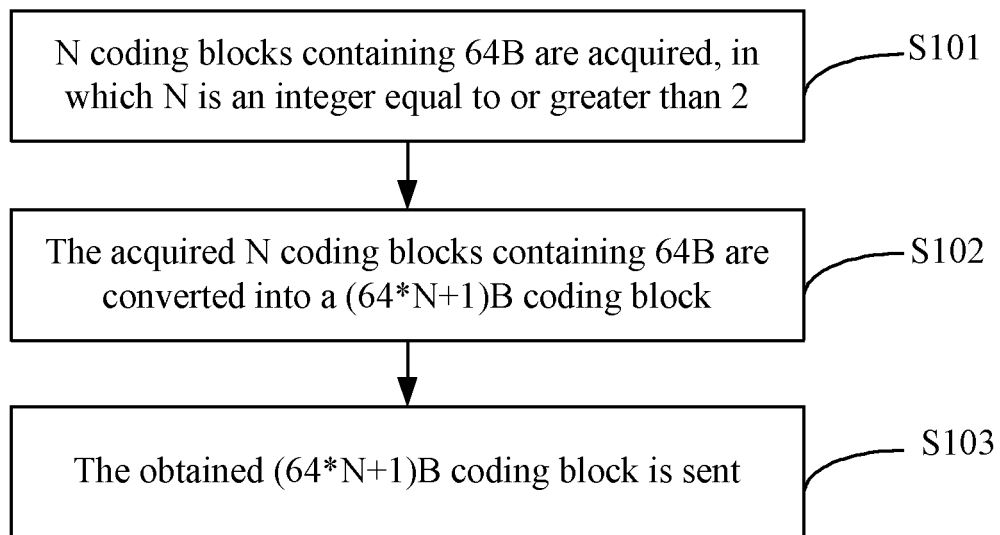 N coding blocks containing 64B are acquired, in
which N is an integer equal to or greater than 2
S101
The acquired N coding blocks containing 64B are
converted into a (64*N+1)B coding block
S102
The obtained (64*N+1)B coding block is sent
S103